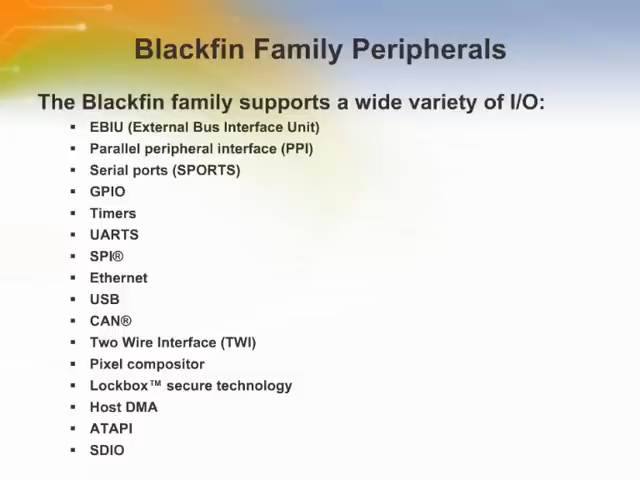 Blackfin Family Peripherals
The Blackfin family supports a wide variety of I/O:
▪ EBIU (External Bus Interface Unit)
▪ Parallel peripheral interface (PPI)
▪ Serial ports (SPORTS)
▪ GPIO
▪ Timers
▪ UARTS
▪ SPI®
▪ Ethernet
▪ USB
▪ CAN®
▪ Two Wire Interface (TWI)
▪ Pixel compositor
▪ Lockbox™ secure technology
▪ Host DMA
▪ ATAPI
▪ SDIO